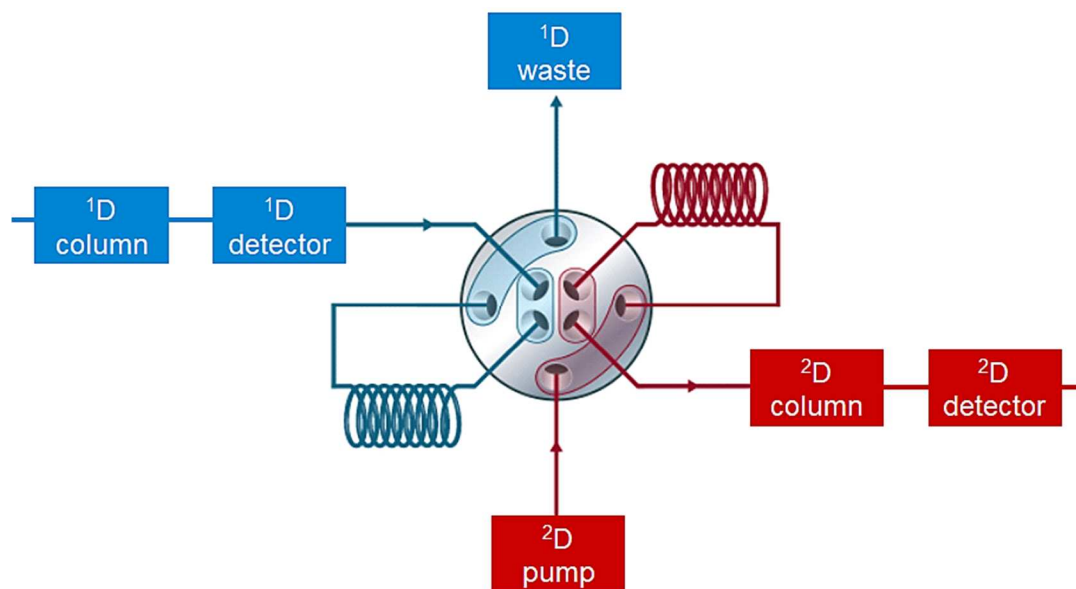 ¹D
waste
¹D
column
¹D
detector
²D
column
²D
detector
²D
pump